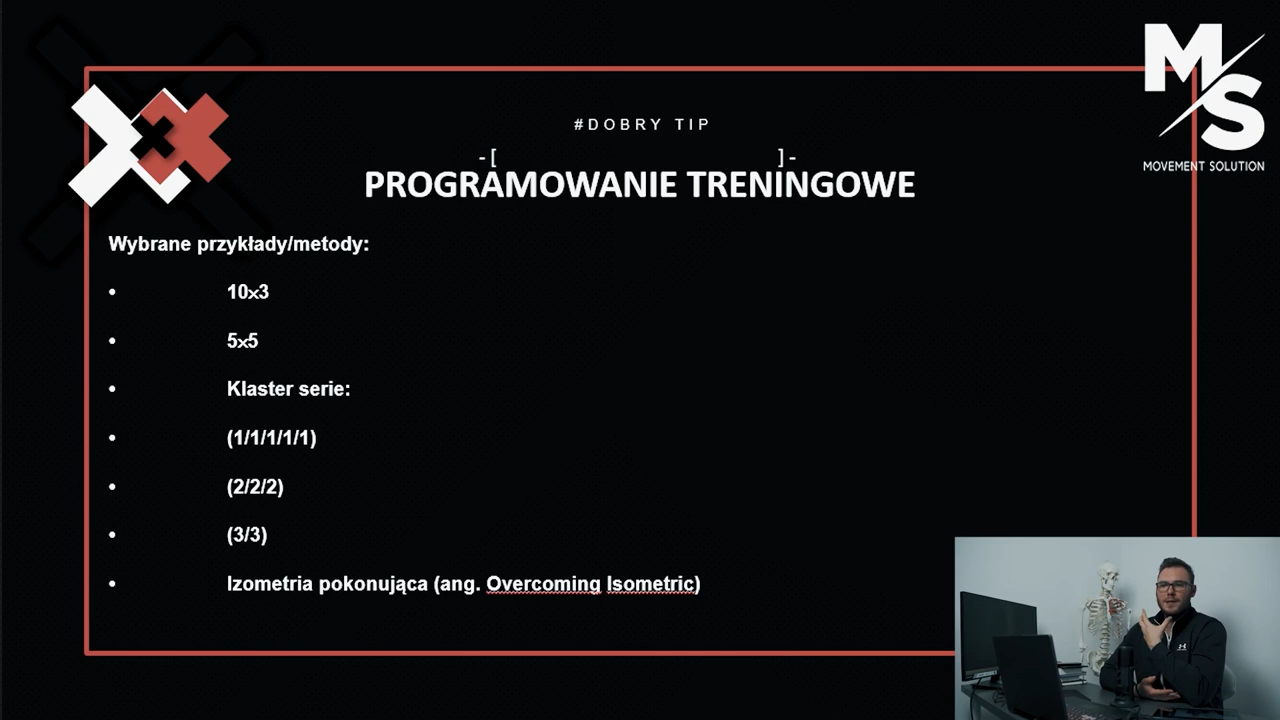 #DOBRY TIP
-[ ]-
PROGRAMOWANIE TRENINGOWE
MS
MOVEMENT SOLUTION
Wybrane przykłady/metody:
• 10x3
• 5x5
• Klaster serie:
• (1/1/1/1/1)
• (2/2/2)
• (3/3)
• Izometria pokonująca (ang. Overcoming Isometric)